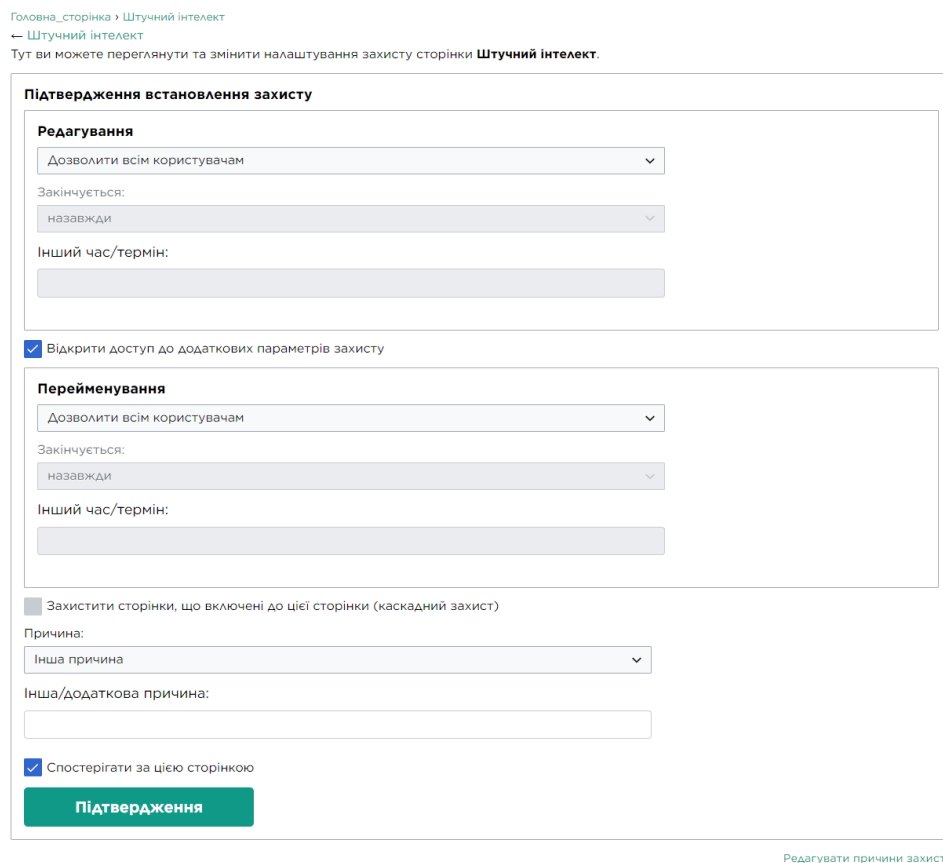 Головна_сторінка › Штучний інтелект
← Штучний інтелект
Тут ви можете переглянути та змінити налаштування захисту сторінки Штучний інтелект.
Підтвердження встановлення захисту
Редагування
Дозволити всім користувачам
Закінчується:
назавжди
Інший час/термін:
Відкрити доступ до додаткових параметрів захисту
Перейменування
Дозволити всім користувачам
Закінчується:
назавжди
Інший час/термін:
Захистити сторінки, що включені до цієї сторінки (каскадний захист)
Причина:
Інша причина
Інша/додаткова причина:
Спостерігати за цією сторінкою
Підтвердження
Редагувати причини захист